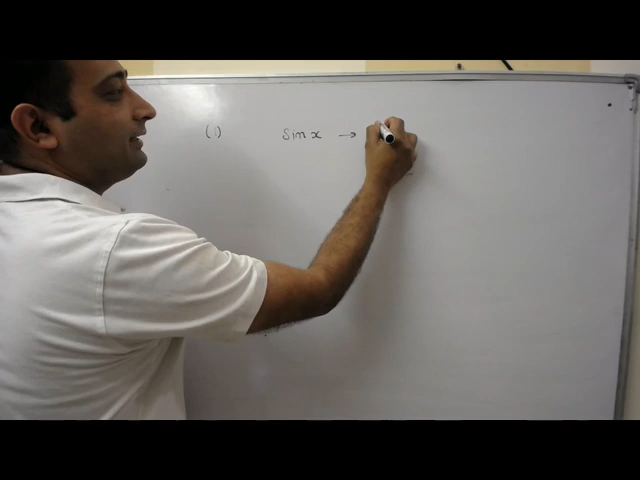 (1) Sin x →